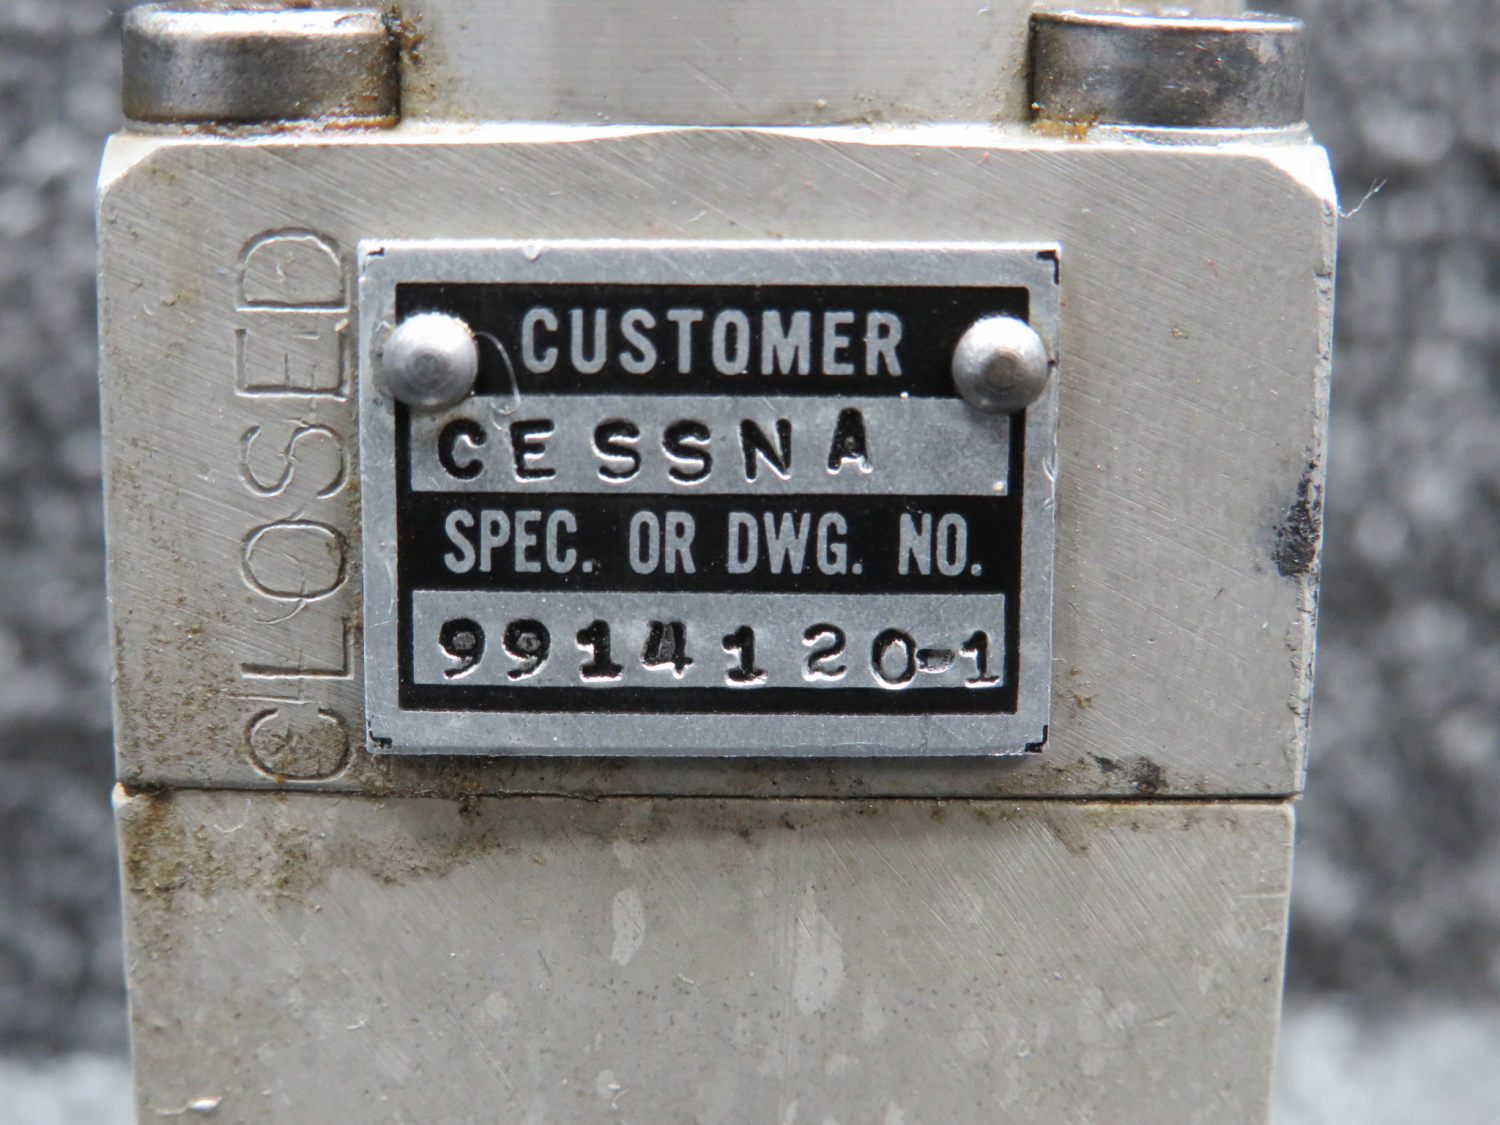 CLOSED
CUSTOMER
CESSNA
SPEC. OR DWG. NO.
9914120-1